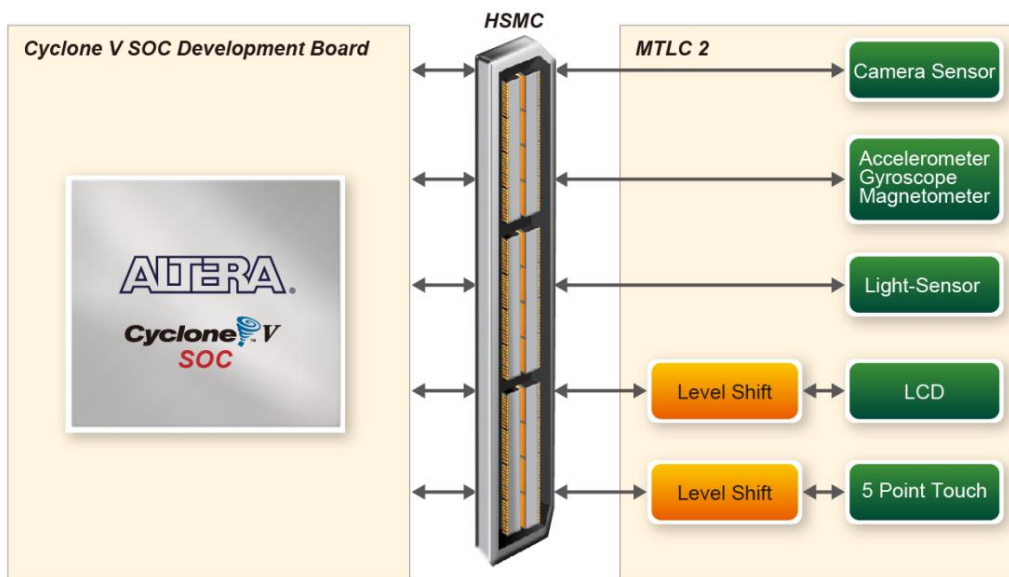 HSMC
Cyclone V SOC Development Board
MTLC 2
Camera Sensor
Accelerometer
Gyroscope
Magnetometer
Light-Sensor
ALTERA®
Cyclone™ V
SOC
Level Shift
LCD
Level Shift
5 Point Touch